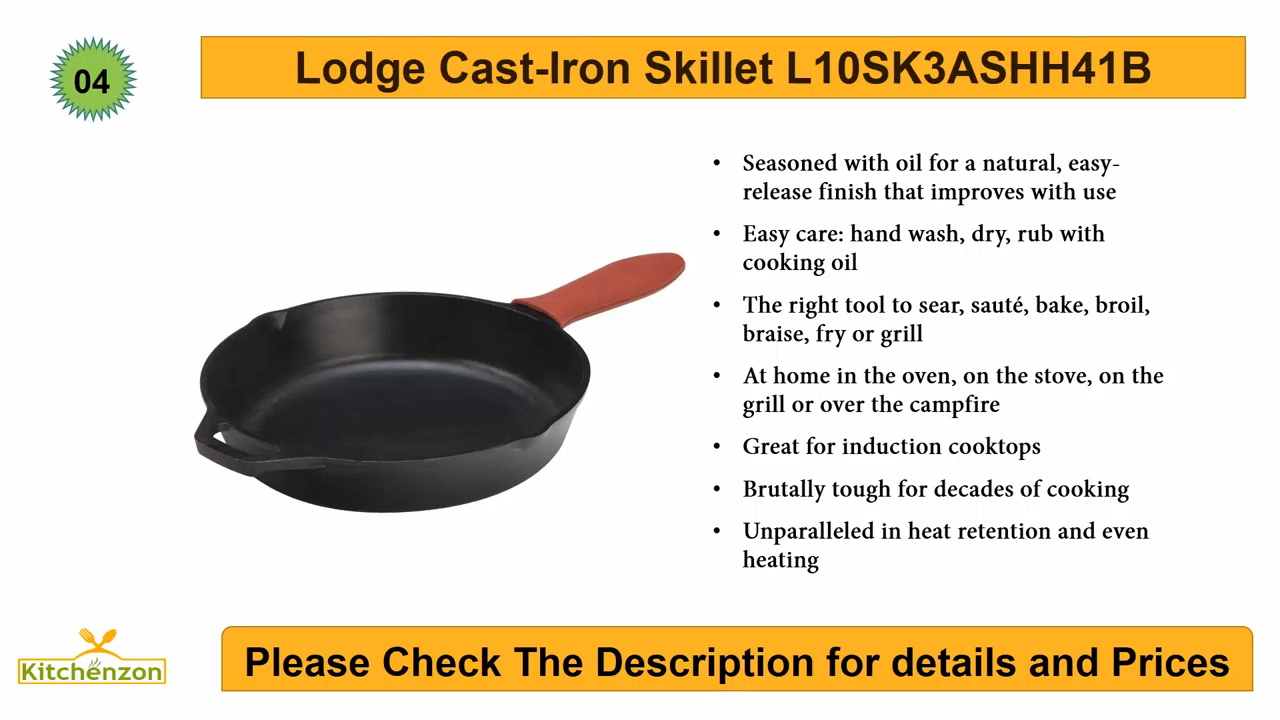 04
Lodge Cast-Iron Skillet L10SK3ASHH41B
• Seasoned with oil for a natural, easy-
release finish that improves with use
• Easy care: hand wash, dry, rub with
cooking oil
• The right tool to sear, sauté, bake, broil,
braise, fry or grill
• At home in the oven, on the stove, on the
grill or over the campfire
• Great for induction cooktops
• Brutally tough for decades of cooking
• Unparalleled in heat retention and even
heating
Kitchenzon
Please Check The Description for details and Prices